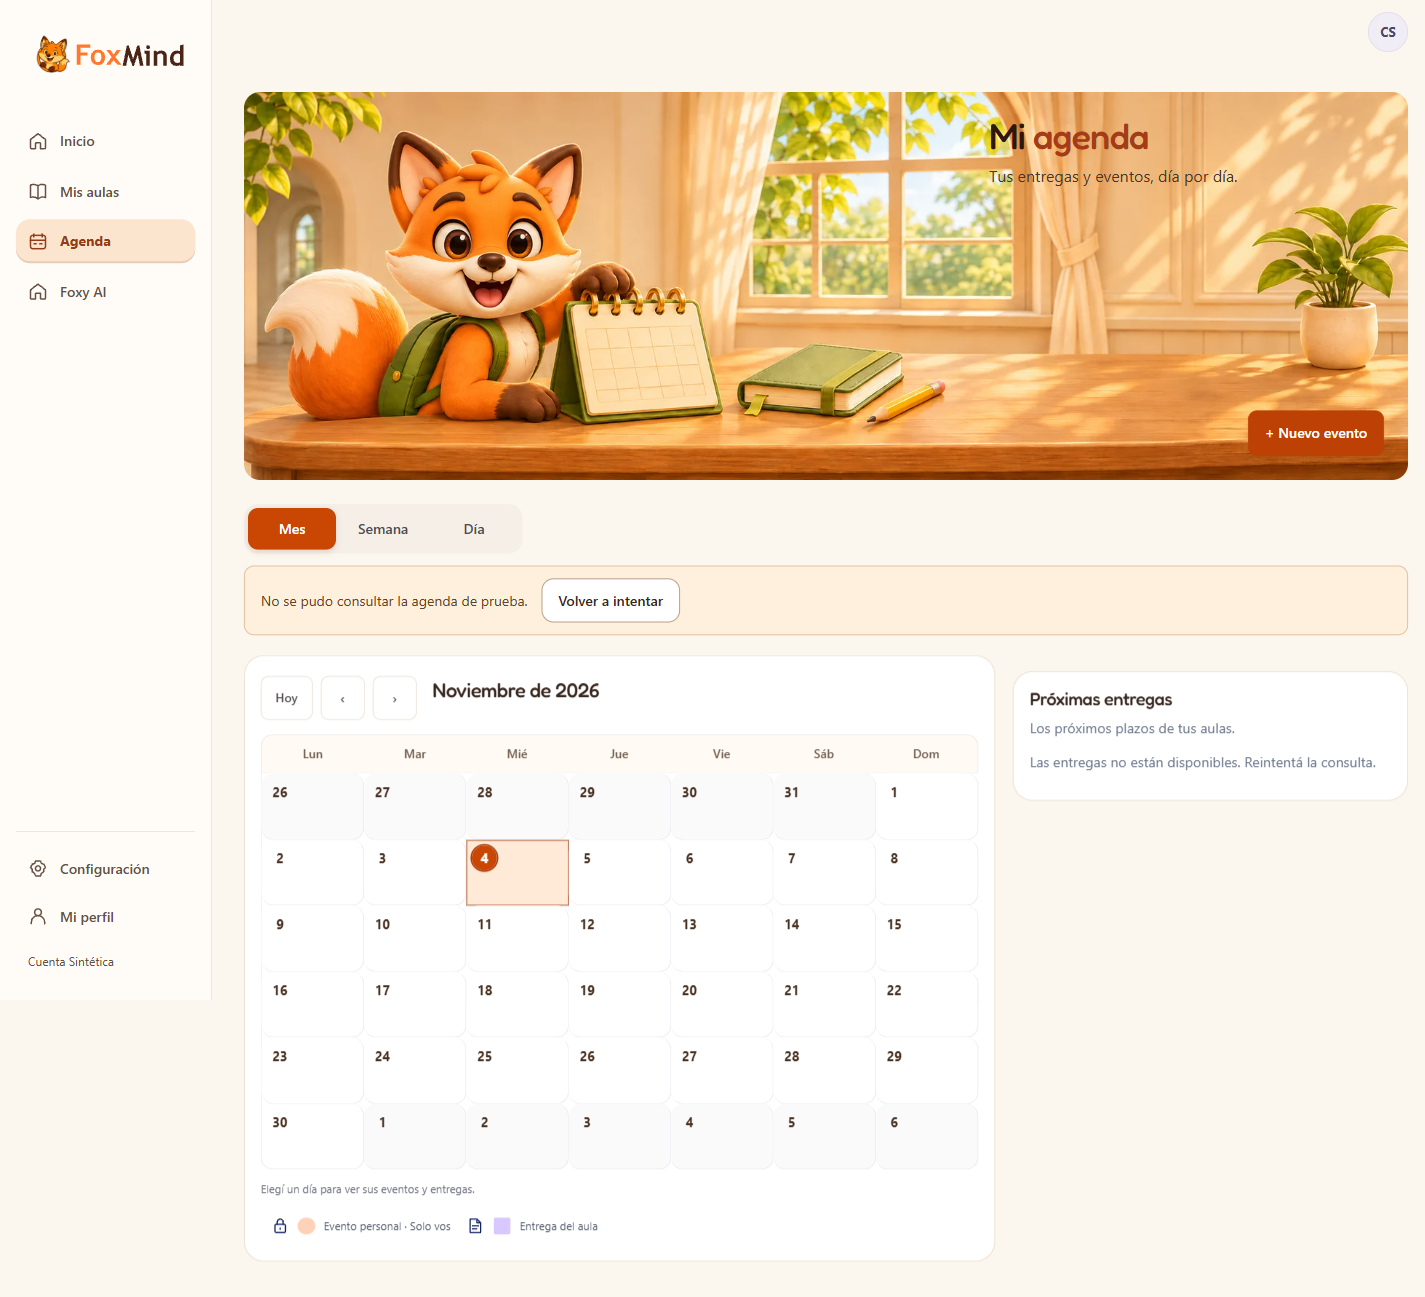 FoxMind
CS
Inicio
Mis aulas
Agenda
Foxy AI
Mi agenda
Tus entregas y eventos, día por día.
+ Nuevo evento
Mes Semana Día
No se pudo consultar la agenda de prueba. Volver a intentar
Hoy ‹ › Noviembre de 2026
Lun Mar Mié Jue Vie Sáb Dom
26 27 28 29 30 31 1
2 3 4 5 6 7 8
9 10 11 12 13 14 15
16 17 18 19 20 21 22
23 24 25 26 27 28 29
30 1 2 3 4 5 6
Elegí un día para ver sus eventos y entregas.
Evento personal · Solo vos Entrega del aula
Próximas entregas
Los próximos plazos de tus aulas.
Las entregas no están disponibles. Reintentá la consulta.
Configuración
Mi perfil
Cuenta Sintética